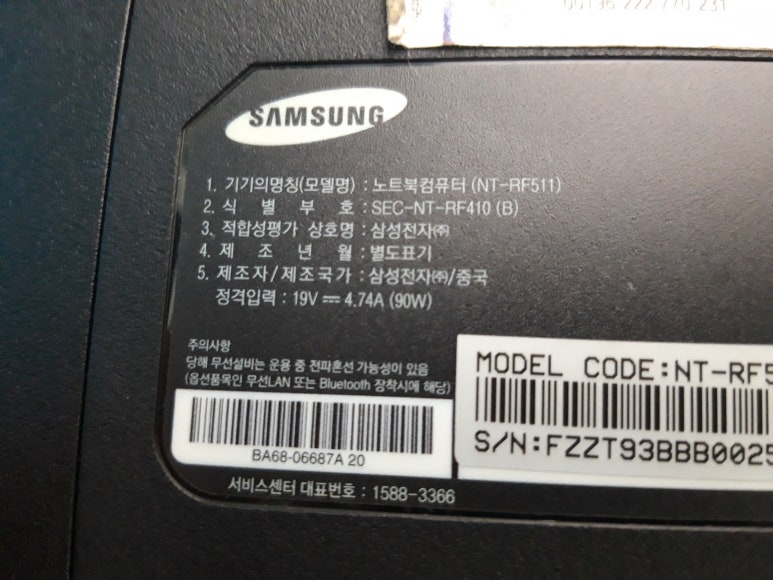 00196 222 770 231
SAMSUNG
1. 기기의명칭(모델명) : 노트북컴퓨터 (NT-RF511)
2. 식 별 부 호 : SEC-NT-RF410 (B)
3. 적합성평가 상호명 : 삼성전자㈜
4. 제 조 년 월 : 별도표기
5. 제조자/제조국가 : 삼성전자㈜/중국
정격입력 : 19V ⎓ 4.74A (90W)
주의사항
당해 무선설비는 운용 중 전파혼선 가능성이 있음
(옵션품목인 무선LAN 또는 Bluetooth 장착시에 해당)
MODEL CODE:NT-RF5
S/N:FZZT93BBB0025
BA68-06687A 20
서비스센터 대표번호 : 1588-3366